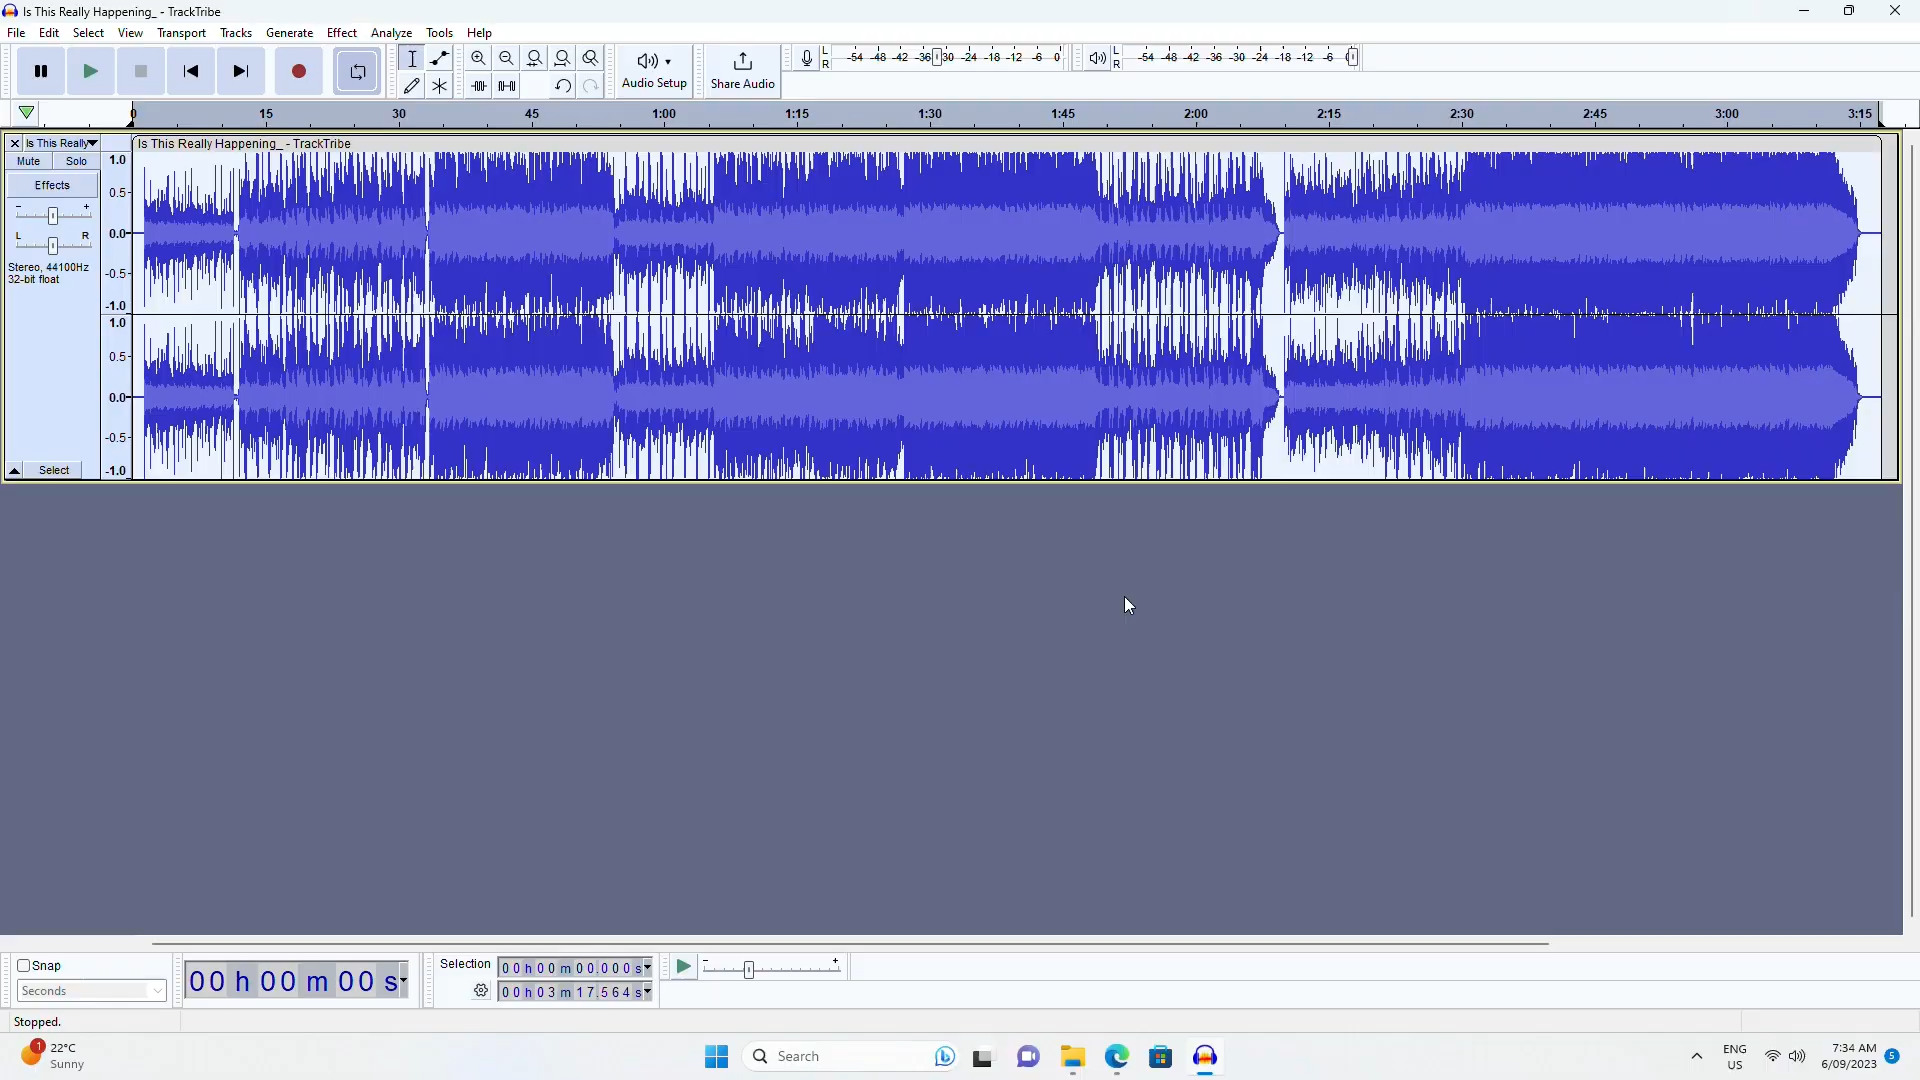 Is This Really Happening_ - TrackTribe
File Edit Select View Transport Tracks Generate Effect Analyze Tools Help
L R -54 -48 -42 -36 -30 -24 -18 -12 -6 0
L R -54 -48 -42 -36 -30 -24 -18 -12 -6
Audio Setup
Share Audio
0 15 30 45 1:00 1:15 1:30 1:45 2:00 2:15 2:30 2:45 3:00 3:15
Is This Really
Is This Really Happening_ - TrackTribe
Mute Solo
Effects
- +
L R
Stereo, 44100Hz
32-bit float
Select
1.0
0.5
0.0
-0.5
-1.0
1.0
0.5
0.0
-0.5
-1.0
Snap
Seconds
00 h 00 m 00 s
Selection
00 h 00 m 00.000 s
00 h 03 m 17.564 s
- +
Stopped.
1
22°C
Sunny
Search
ENG
US
7:34 AM
6/09/2023
5